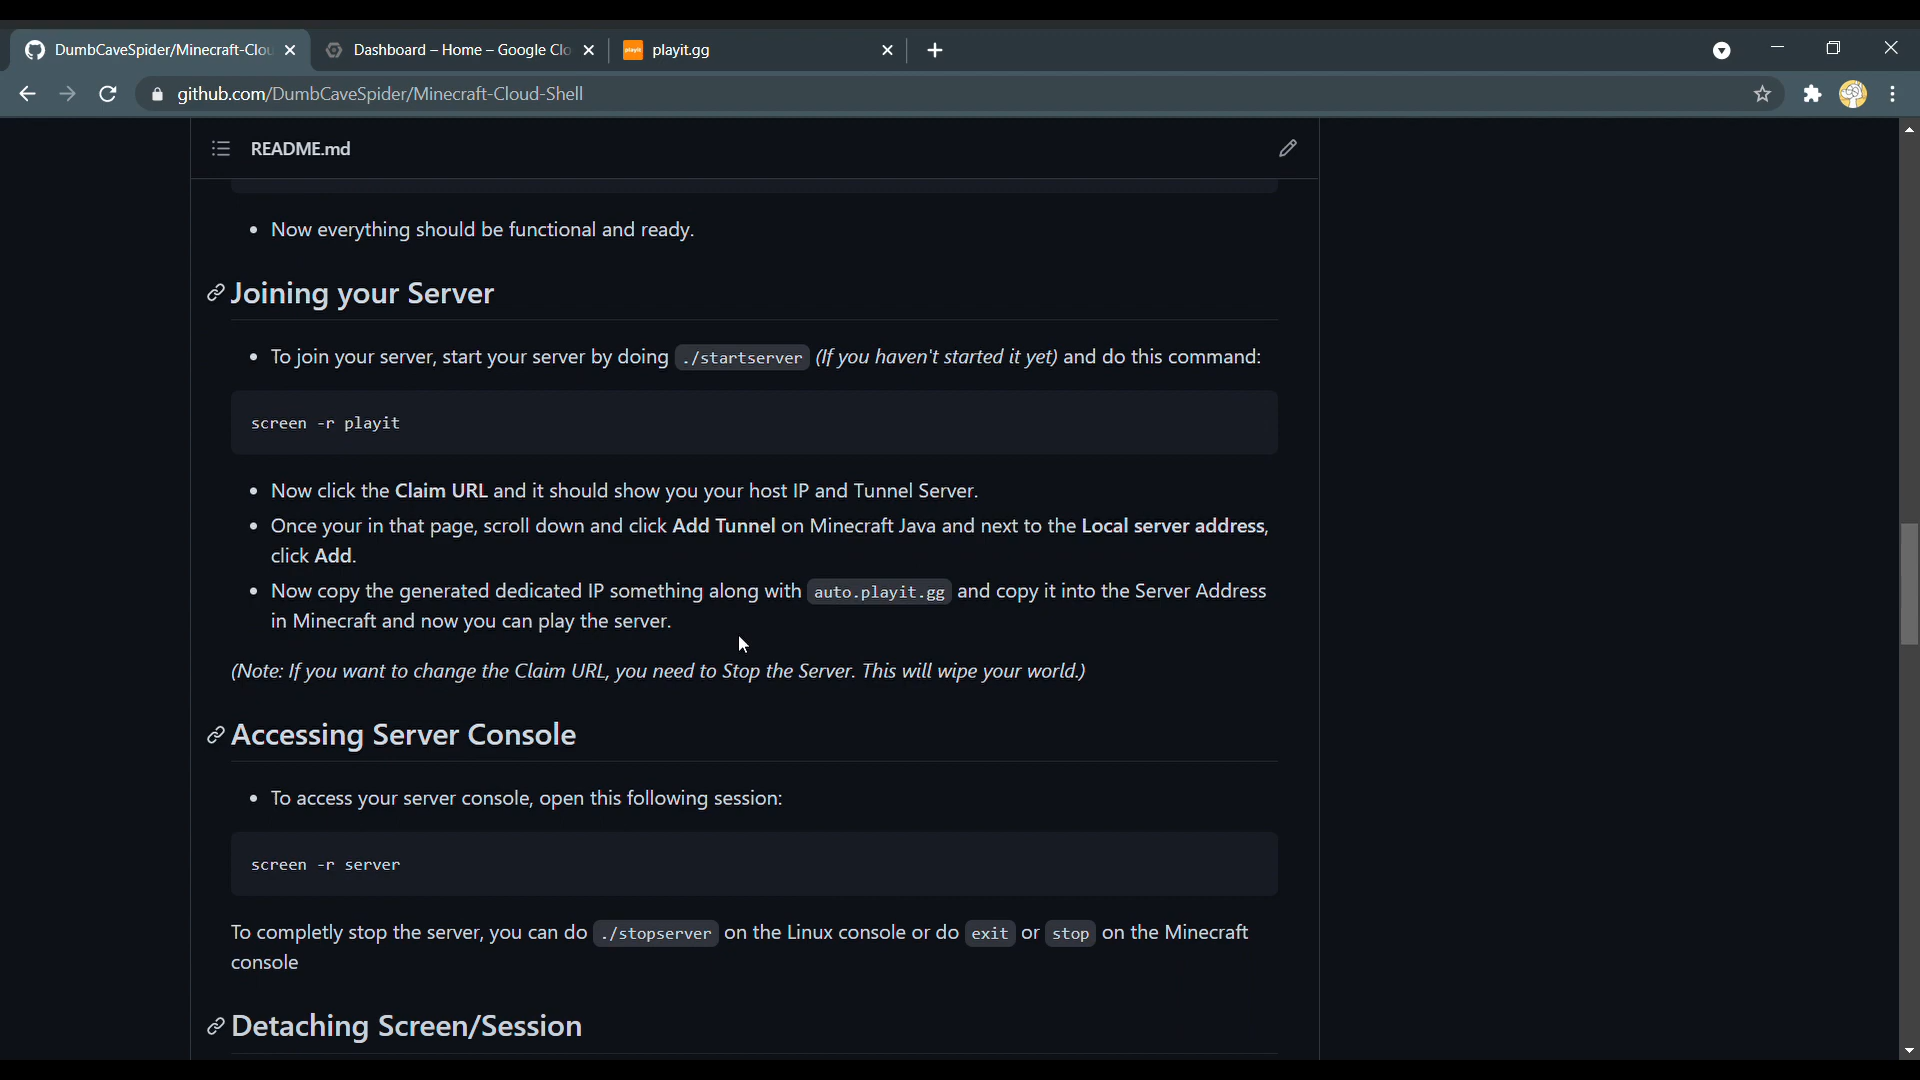 DumbCaveSpider/Minecraft-Clou
Dashboard – Home – Google Clo
playit.gg
github.com/DumbCaveSpider/Minecraft-Cloud-Shell
README.md
Now everything should be functional and ready.
Joining your Server
To join your server, start your server by doing ./startserver (If you haven't started it yet) and do this command:
screen -r playit
Now click the Claim URL and it should show you your host IP and Tunnel Server.
Once your in that page, scroll down and click Add Tunnel on Minecraft Java and next to the Local server address,
click Add.
Now copy the generated dedicated IP something along with auto.playit.gg and copy it into the Server Address
in Minecraft and now you can play the server.
(Note: If you want to change the Claim URL, you need to Stop the Server. This will wipe your world.)
Accessing Server Console
To access your server console, open this following session:
screen -r server
To completly stop the server, you can do ./stopserver on the Linux console or do exit or stop on the Minecraft
console
Detaching Screen/Session